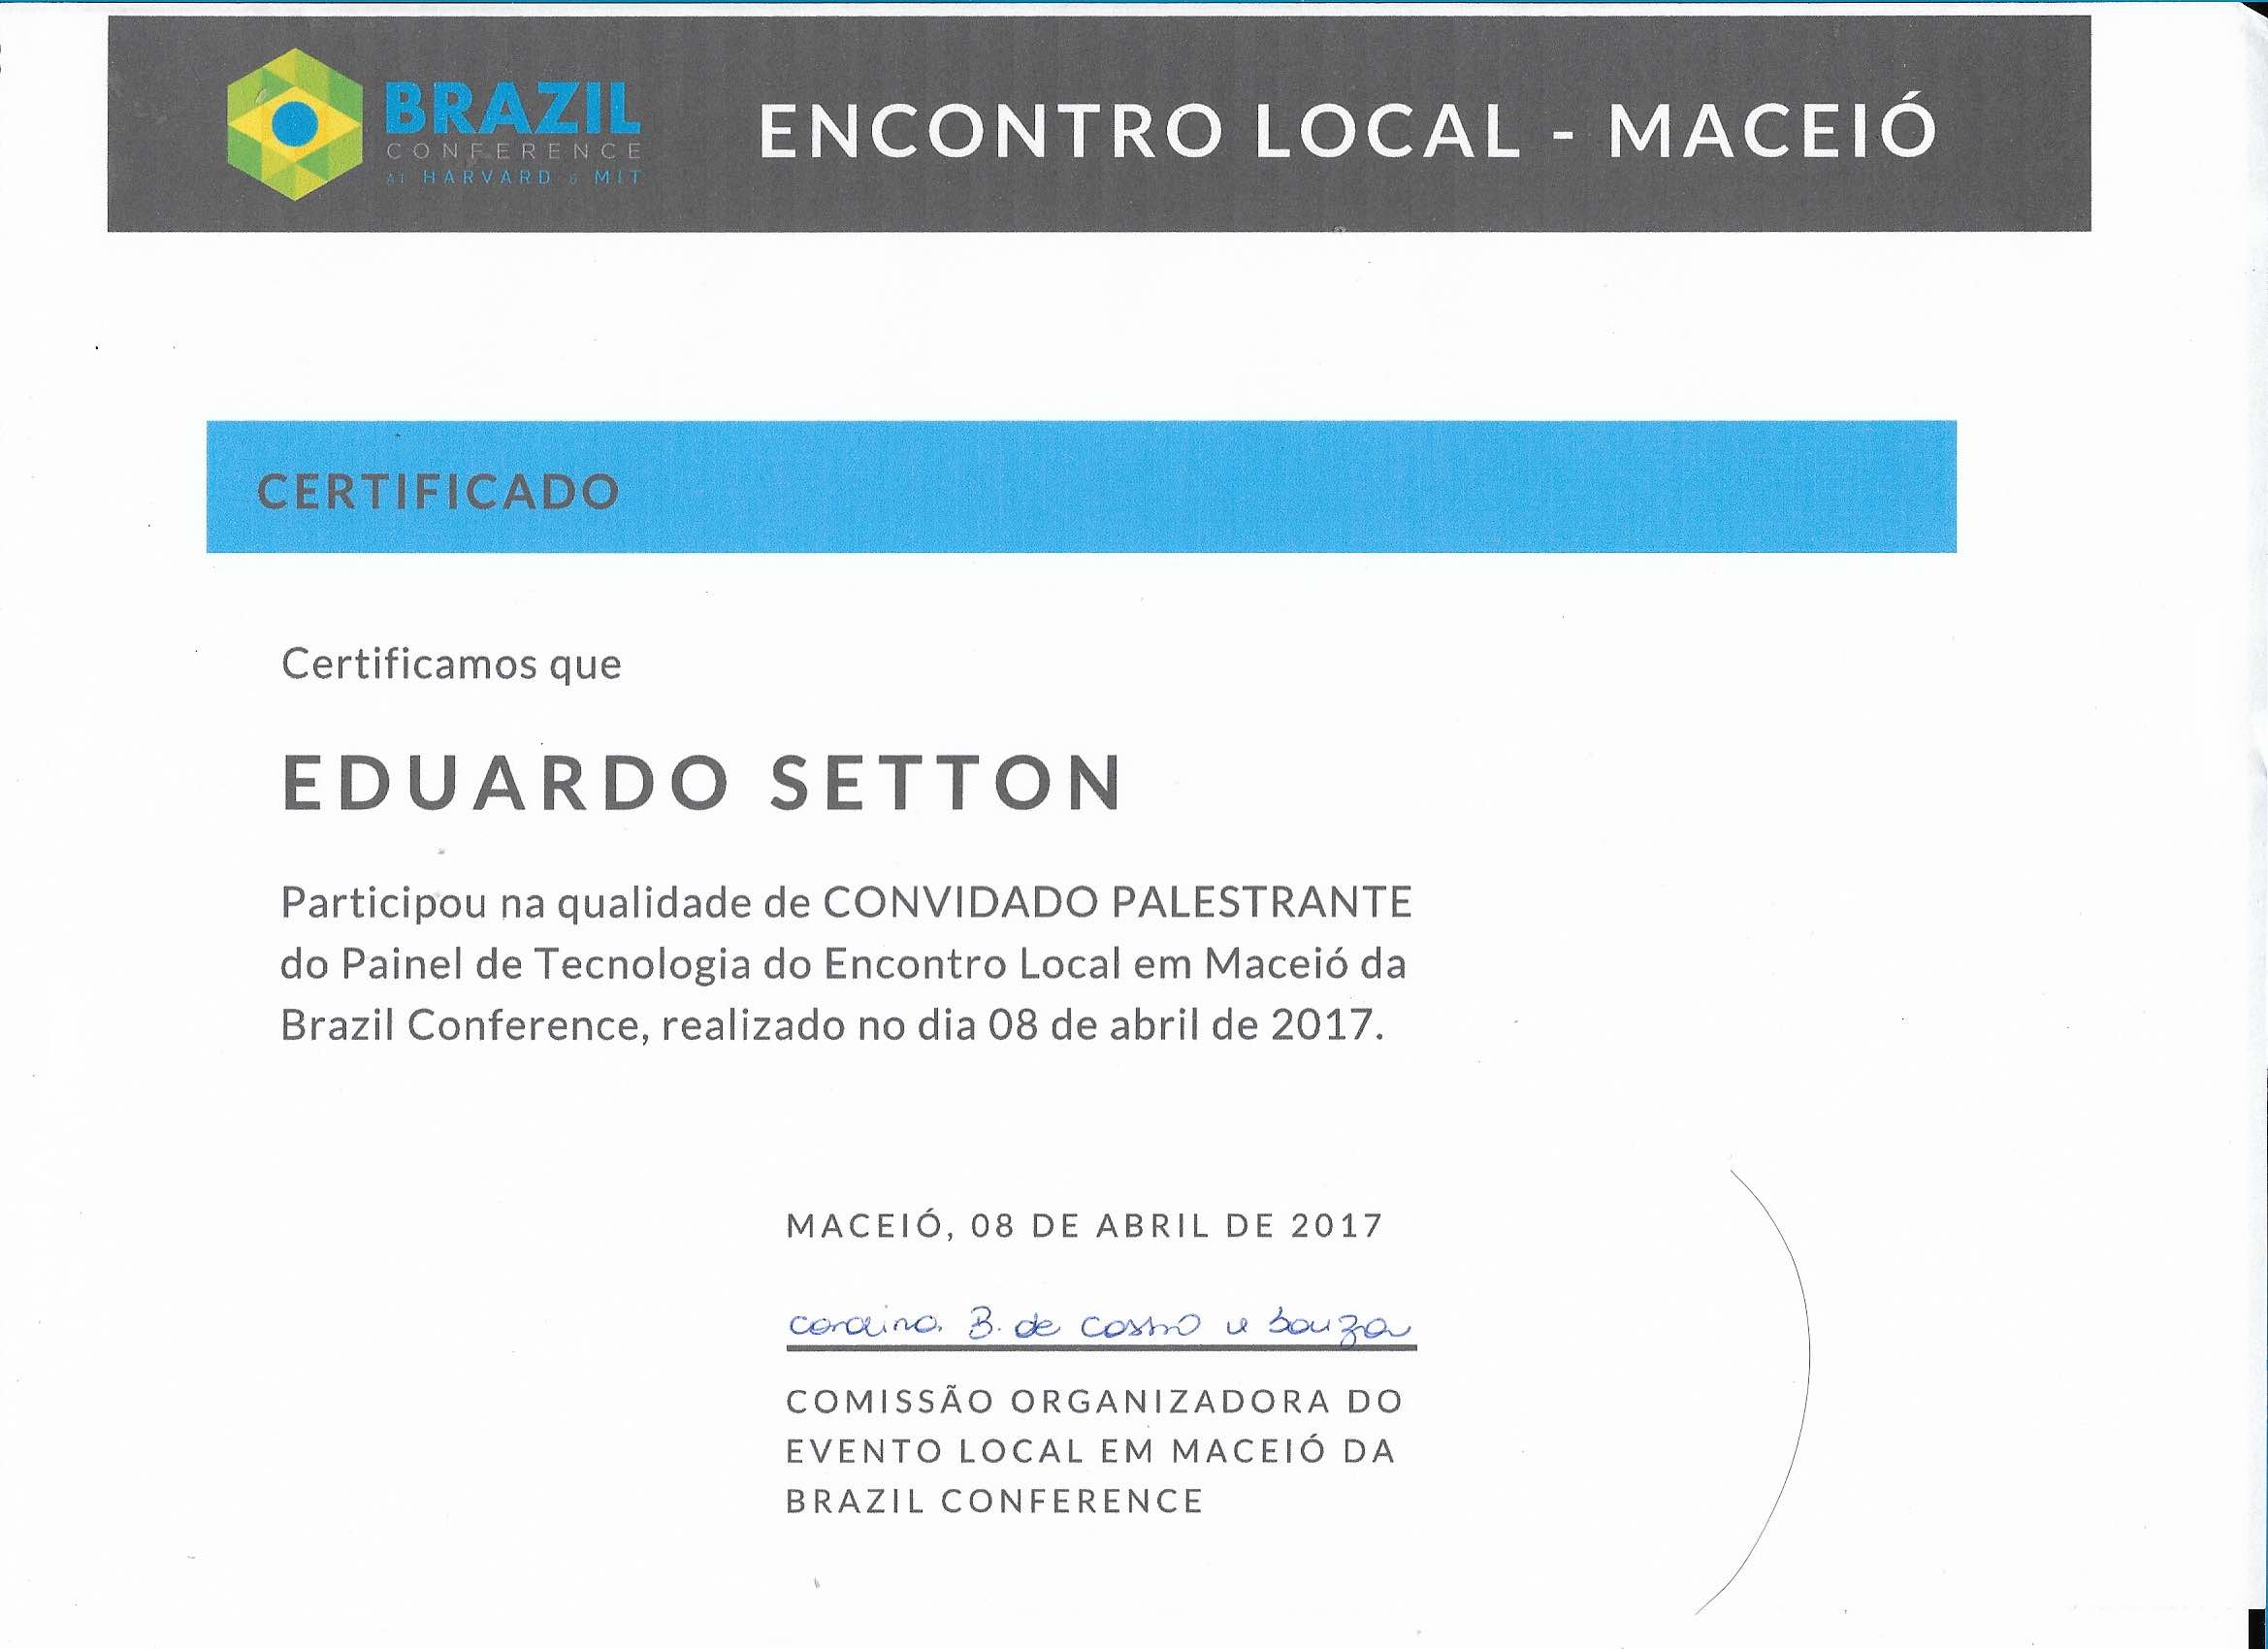 BRAZIL
CONFERENCE
AT HARVARD & MIT
ENCONTRO LOCAL - MACEIÓ
CERTIFICADO
Certificamos que
EDUARDO SETTON
Participou na qualidade de CONVIDADO PALESTRANTE
do Painel de Tecnologia do Encontro Local em Maceió da
Brazil Conference, realizado no dia 08 de abril de 2017.
MACEIÓ, 08 DE ABRIL DE 2017
B. de Castro e Souza
COMISSÃO ORGANIZADORA DO
EVENTO LOCAL EM MACEIÓ DA
BRAZIL CONFERENCE